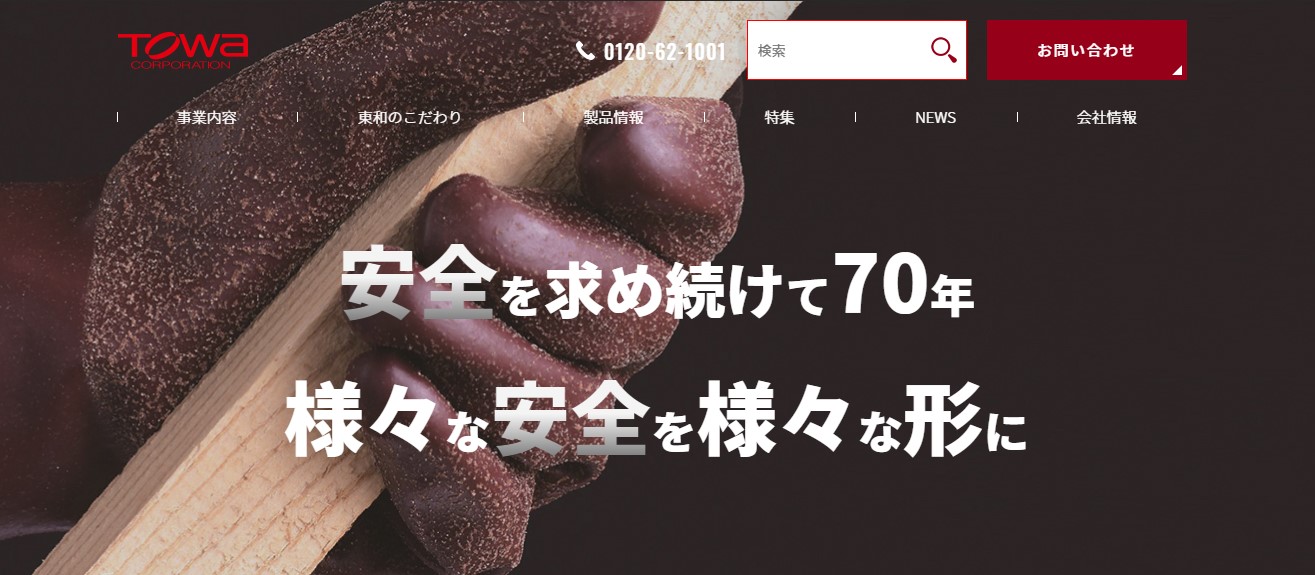 TOWA
CORPORATION
0120-62-1001
検索
お問い合わせ
事業内容
東和のこだわり
製品情報
特集
NEWS
会社情報
安全を求め続けて70年
様々な安全を様々な形に